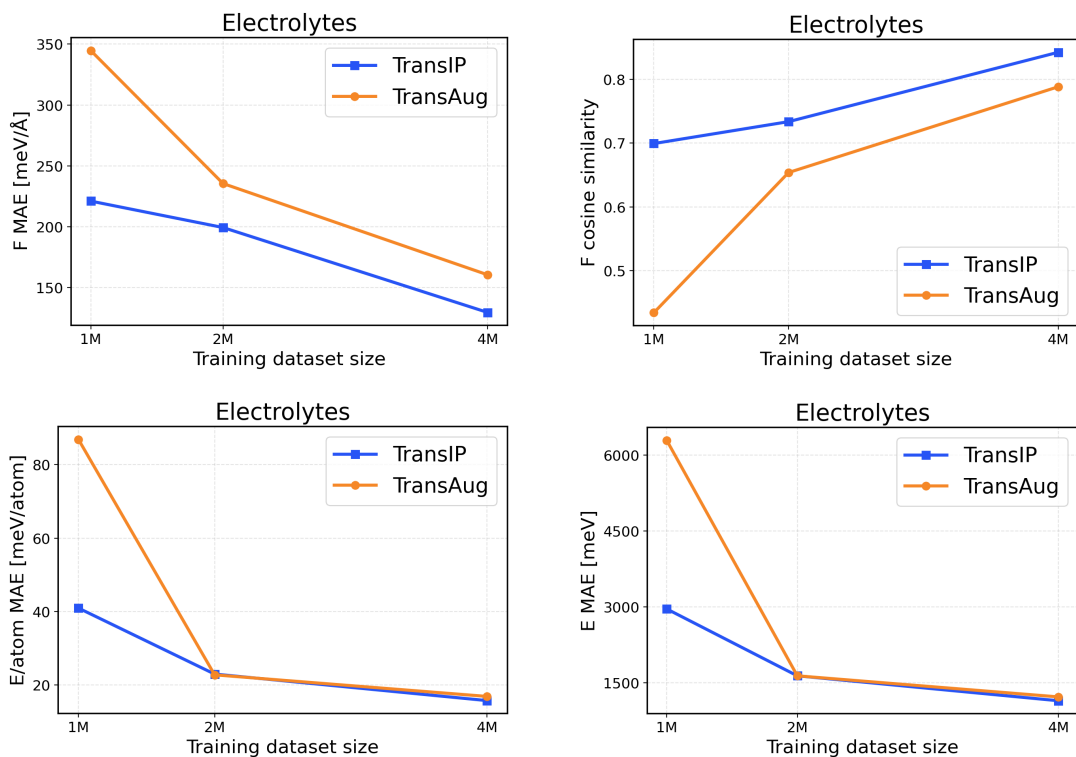 Electrolytes
F MAE [meV/Å]
350
300
250
200
150
TransIP
TransAug
1M
2M
4M
Training dataset size
Electrolytes
F cosine similarity
0.8
0.7
0.6
0.5
TransIP
TransAug
1M
2M
4M
Training dataset size
Electrolytes
E/atom MAE [meV/atom]
80
60
40
20
TransIP
TransAug
1M
2M
4M
Training dataset size
Electrolytes
E MAE [meV]
6000
4500
3000
1500
TransIP
TransAug
1M
2M
4M
Training dataset size